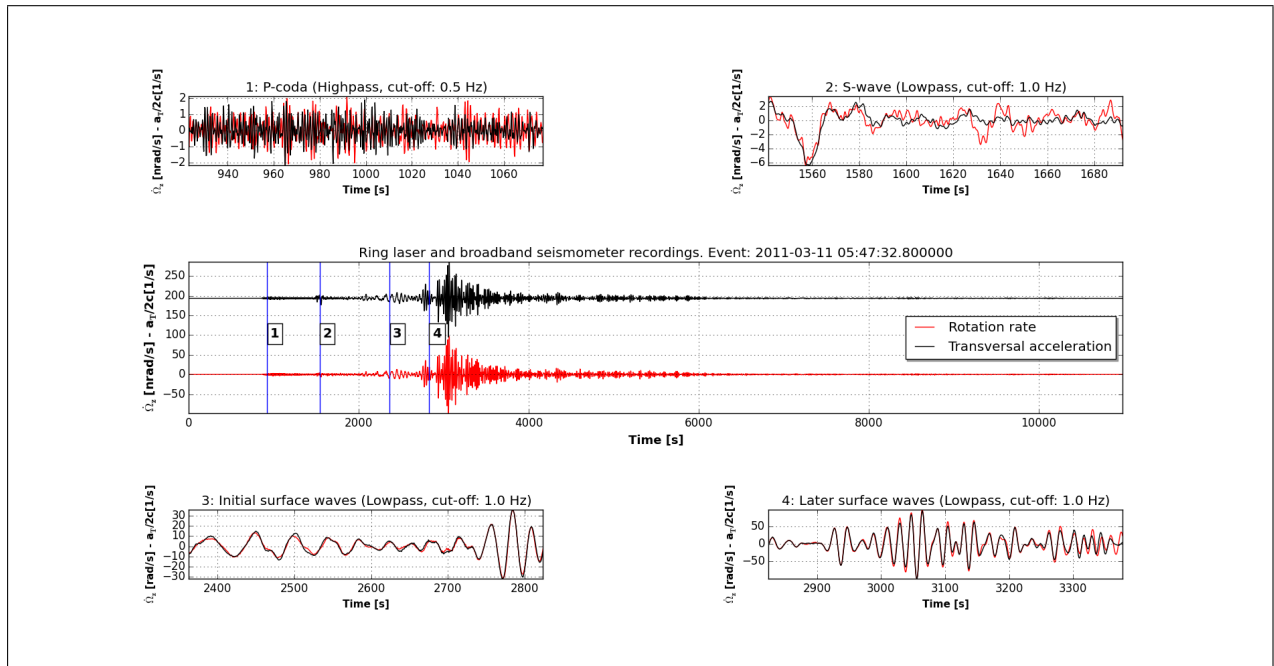 1: P-coda (Highpass, cut-off: 0.5 Hz)
Ω̇z [nrad/s] - aT/2c[1/s]
2
1
0
−1
−2
940 960 980 1000 1020 1040 1060
Time [s]
2: S-wave (Lowpass, cut-off: 1.0 Hz)
Ω̇z [nrad/s] - aT/2c[1/s]
2
0
−2
−4
−6
1560 1580 1600 1620 1640 1660 1680
Time [s]
Ring laser and broadband seismometer recordings. Event: 2011-03-11 05:47:32.800000
Ω̇z [nrad/s] - aT/2c[1/s]
250
200
150
100
50
0
−50
1 2 3 4
Rotation rate
Transversal acceleration
0 2000 4000 6000 8000 10000
Time [s]
3: Initial surface waves (Lowpass, cut-off: 1.0 Hz)
Ω̇z [rad/s] - aT/2c[1/s]
30
20
10
0
−10
−20
−30
2400 2500 2600 2700 2800
Time [s]
4: Later surface waves (Lowpass, cut-off: 1.0 Hz)
Ω̇z [rad/s] - aT/2c[1/s]
50
0
−50
2900 2900 3000 3100 3200 3300
Time [s]